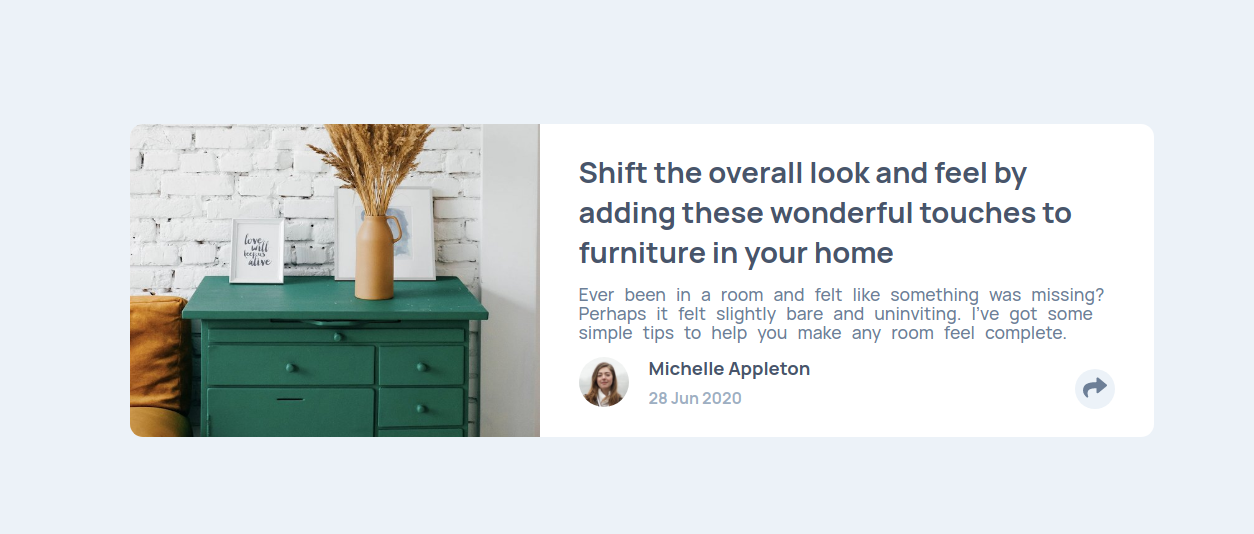 love
will
keep us
alive
Shift the overall look and feel by
adding these wonderful touches to
furniture in your home
Ever been in a room and felt like something was missing?
Perhaps it felt slightly bare and uninviting. I've got some
simple tips to help you make any room feel complete.
Michelle Appleton
28 Jun 2020